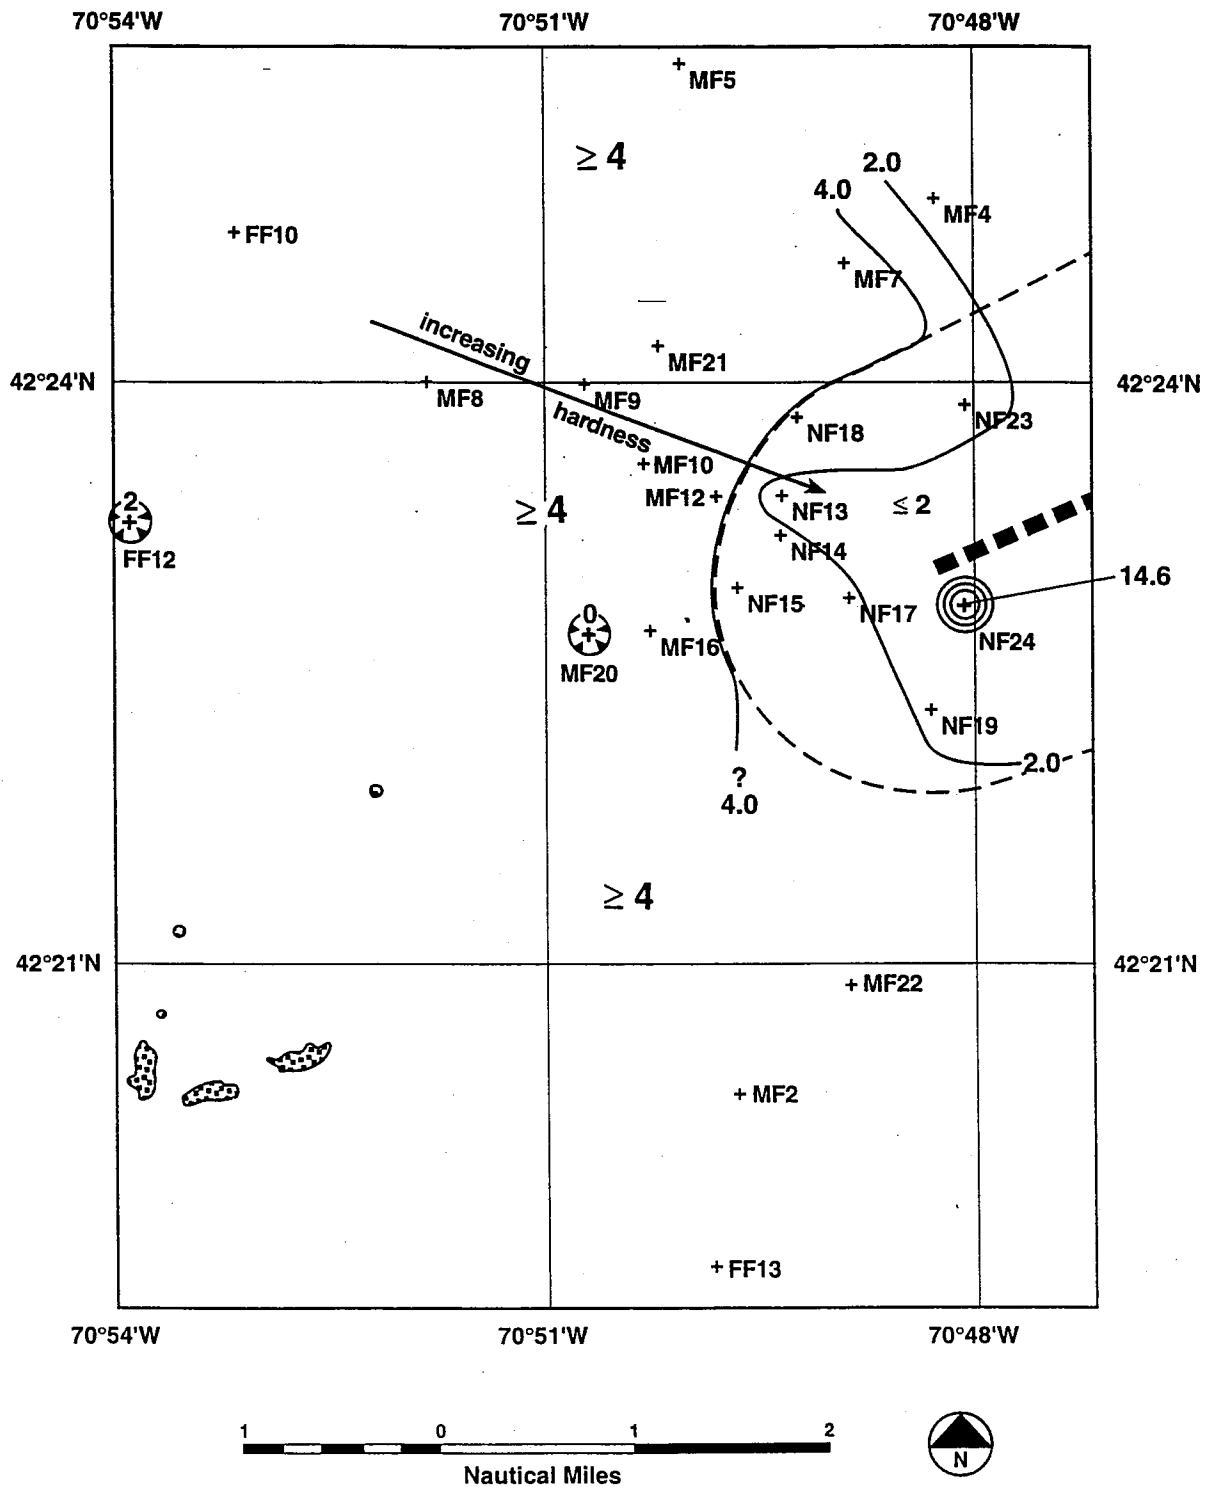 70°54'W 70°51'W 70°48'W
MF5
≥ 4
2.0
4.0
MF4
FF10
MF7
increasing
MF21
42°24'N 42°24'N
MF8
MF9
hardness
NF23
NF18
MF10
MF12
2
≥ 4
NF13
≤ 2
FF12
NF14
14.6
NF15
NF17
0
MF16
NF24
MF20
NF19
2.0
?
4.0
≥ 4
42°21'N 42°21'N
MF22
MF2
FF13
70°54'W 70°51'W 70°48'W
1 0 1 2
Nautical Miles
N